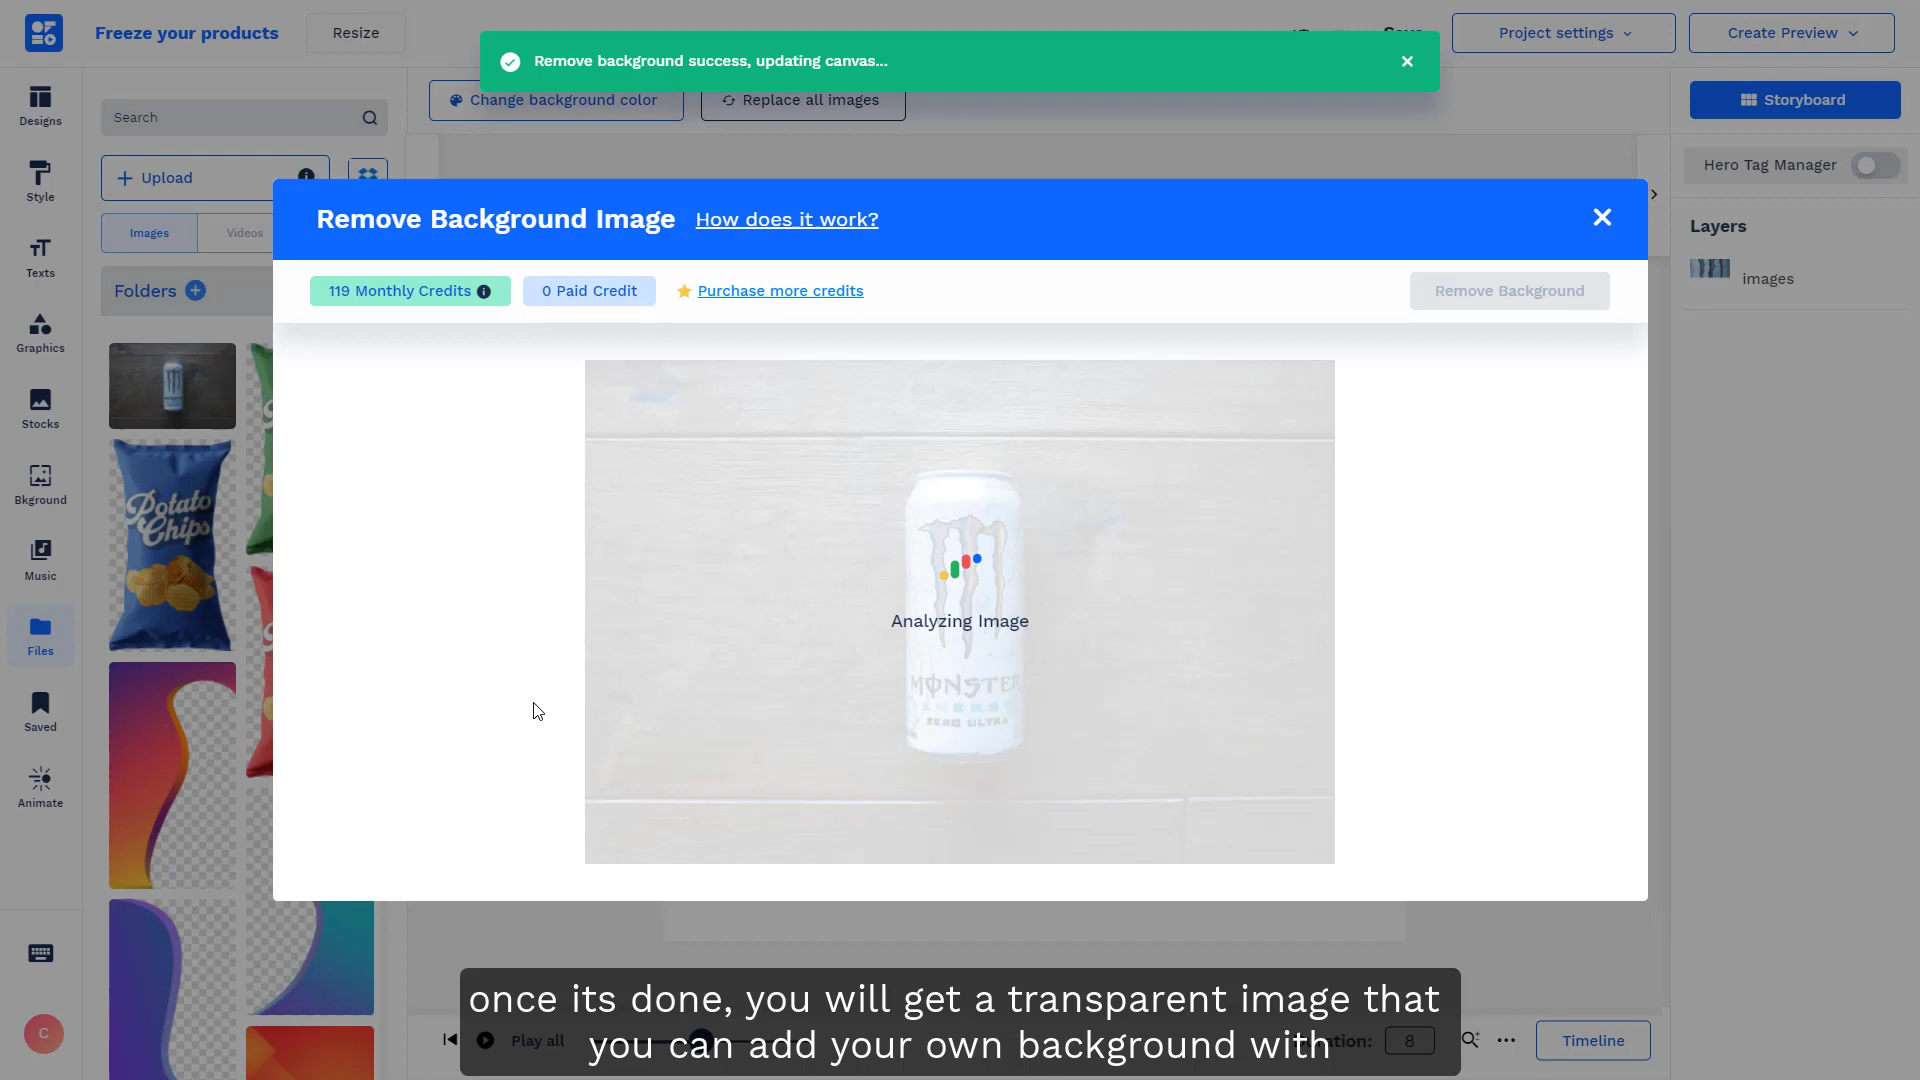 Freeze your products
Resize
Project settings
Create Preview
Remove background success, updating canvas...
Change background color
Replace all images
Storyboard
Designs
Search
Hero Tag Manager
Upload
Style
Images
Videos
Remove Background Image
How does it work?
Layers
images
Texts
Folders
119 Monthly Credits
0 Paid Credit
Purchase more credits
Remove Background
Graphics
Stocks
Bkground
Potato
Chips
Music
Analyzing Image
Files
MONSTER
ENERGY
ZERO ULTRA
Saved
Animate
C
Play all
8
Timeline
once its done, you will get a transparent image that
you can add your own background with